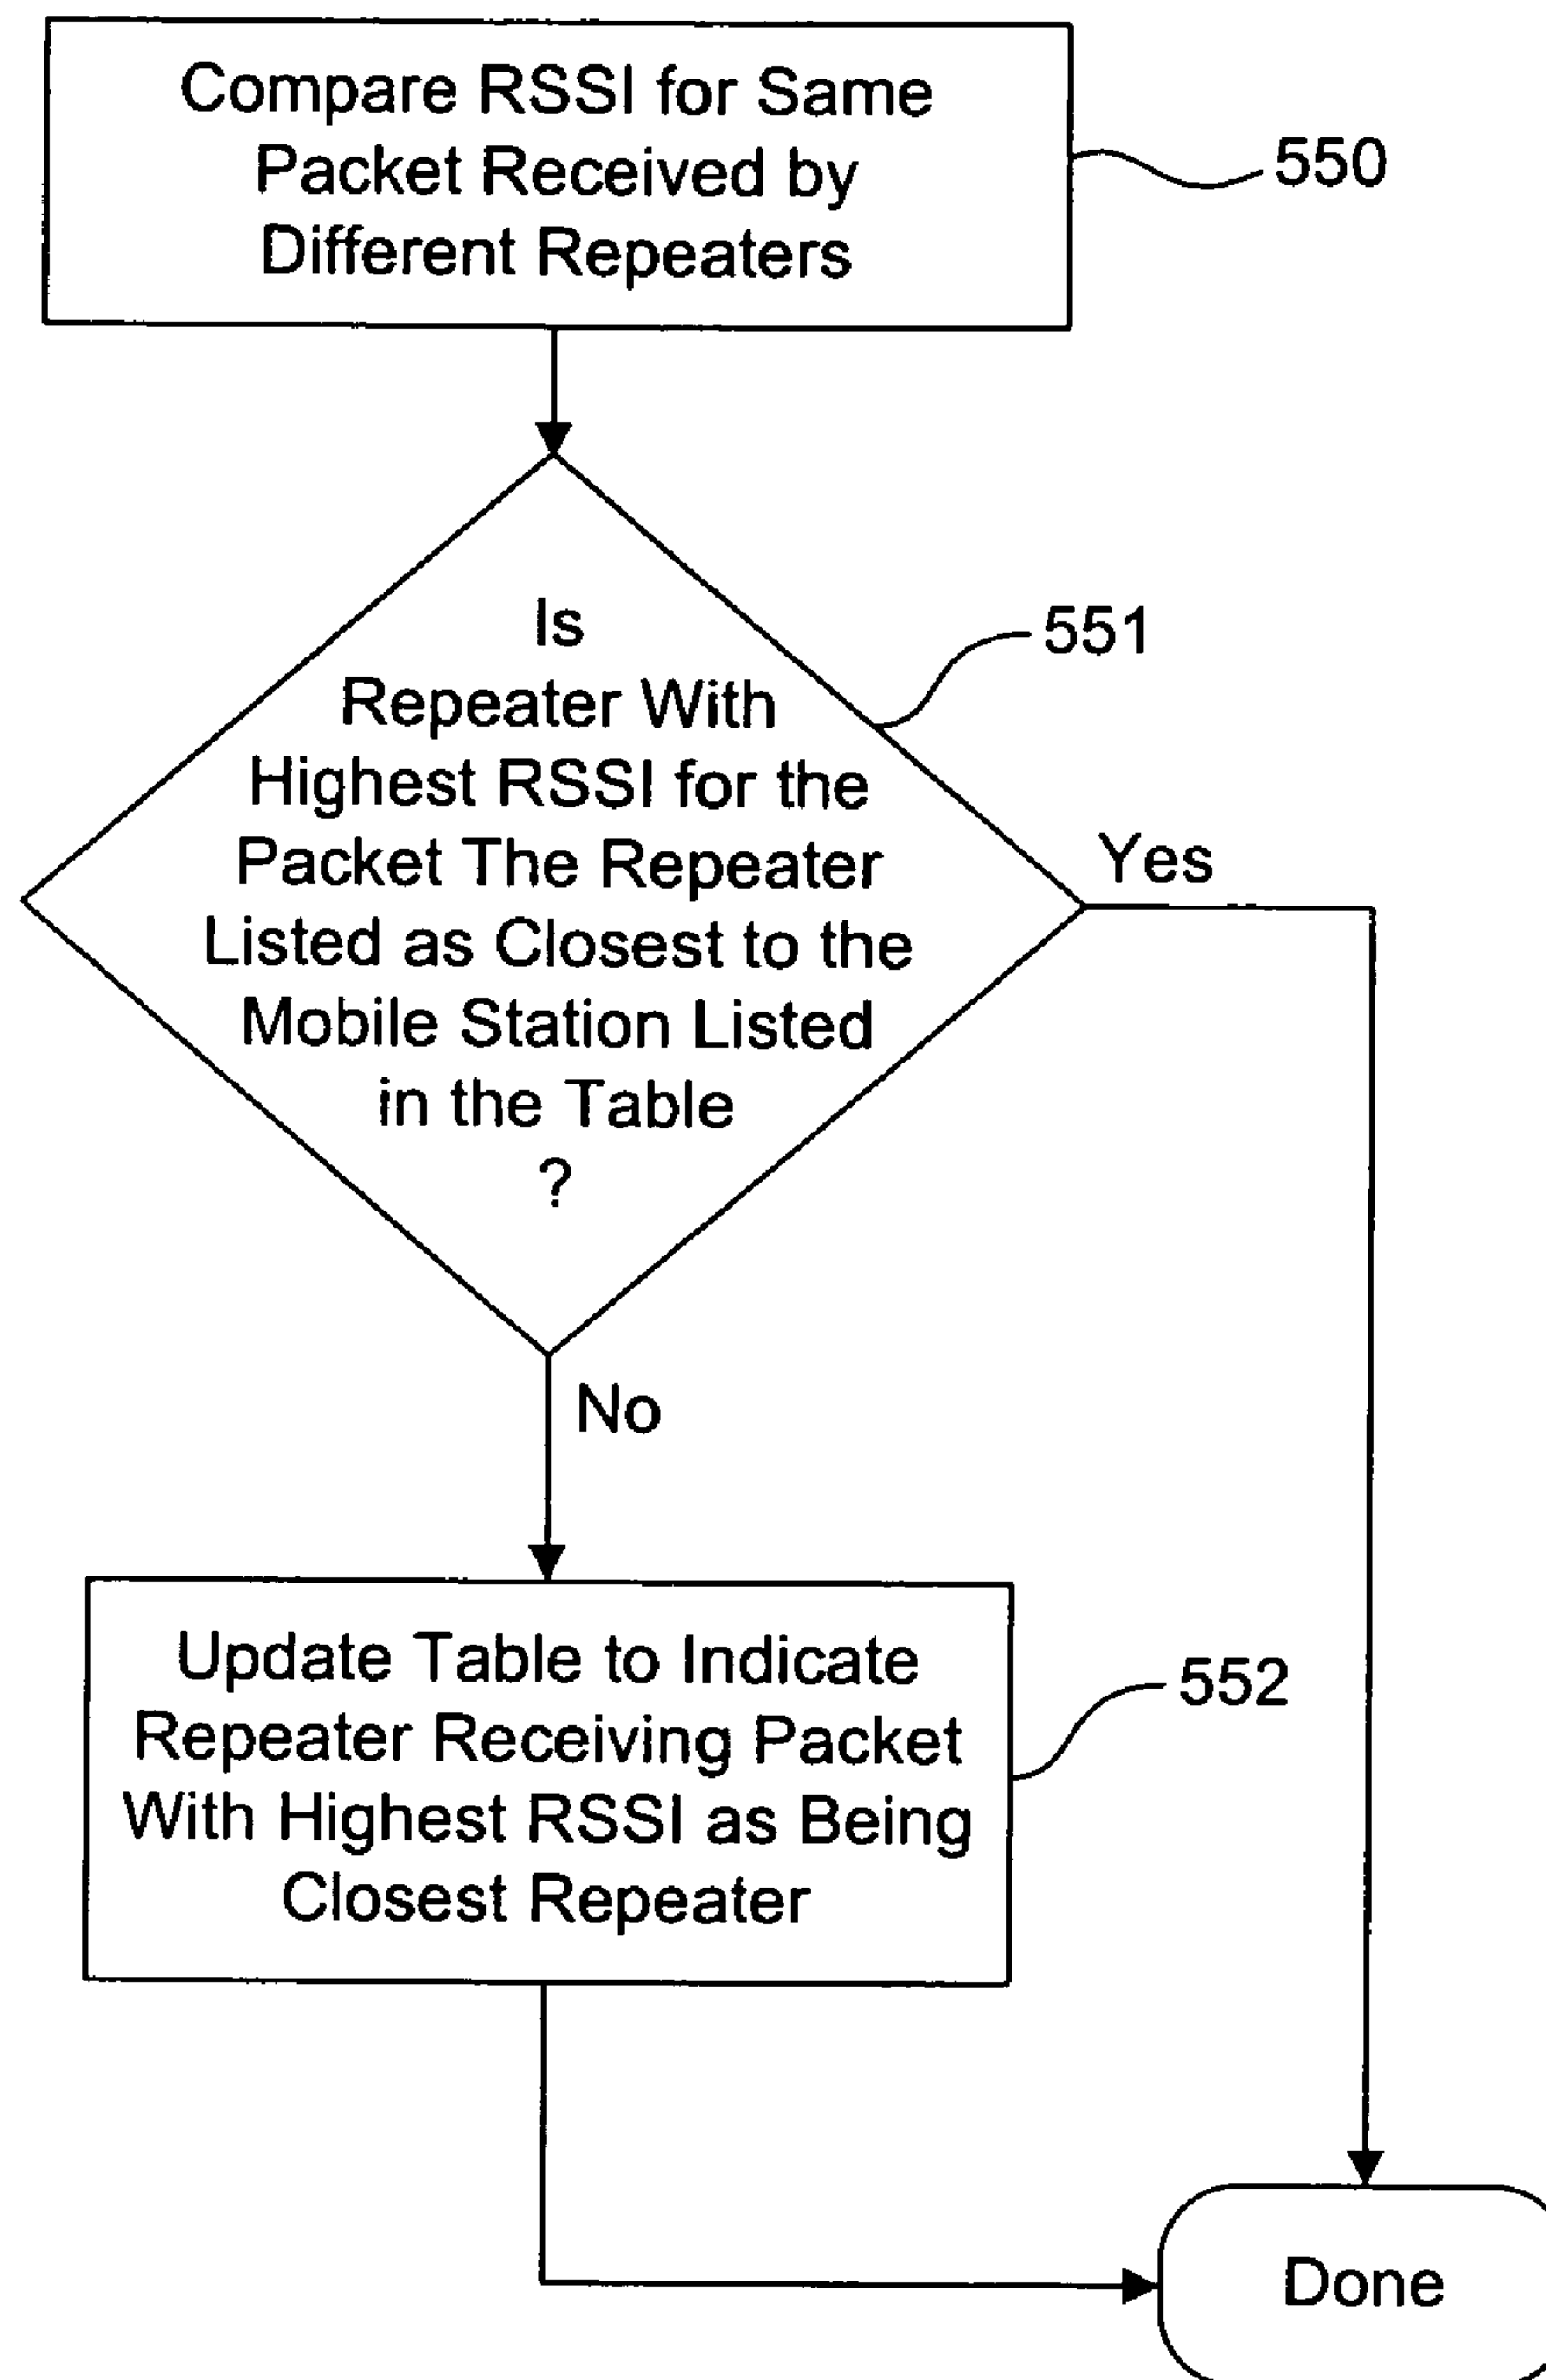 Compare RSSI for Same
Packet Received by
Different Repeaters
550
Is
Repeater With
Highest RSSI for the
Packet The Repeater
Listed as Closest to the
Mobile Station Listed
in the Table
?
551
Yes
No
Update Table to Indicate
Repeater Receiving Packet
With Highest RSSI as Being
Closest Repeater
552
Done